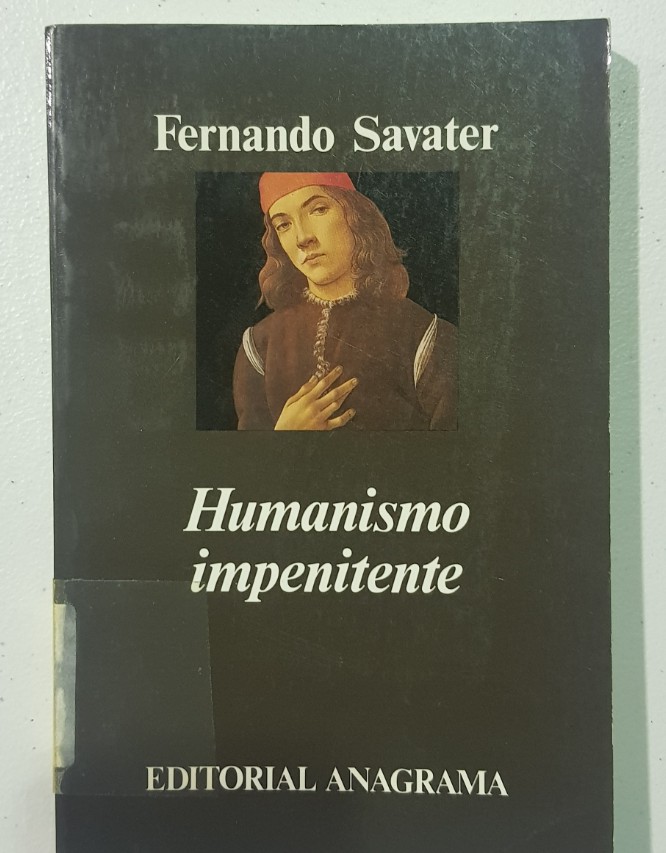 Fernando Savater
Humanismo
impenitente
EDITORIAL ANAGRAMA